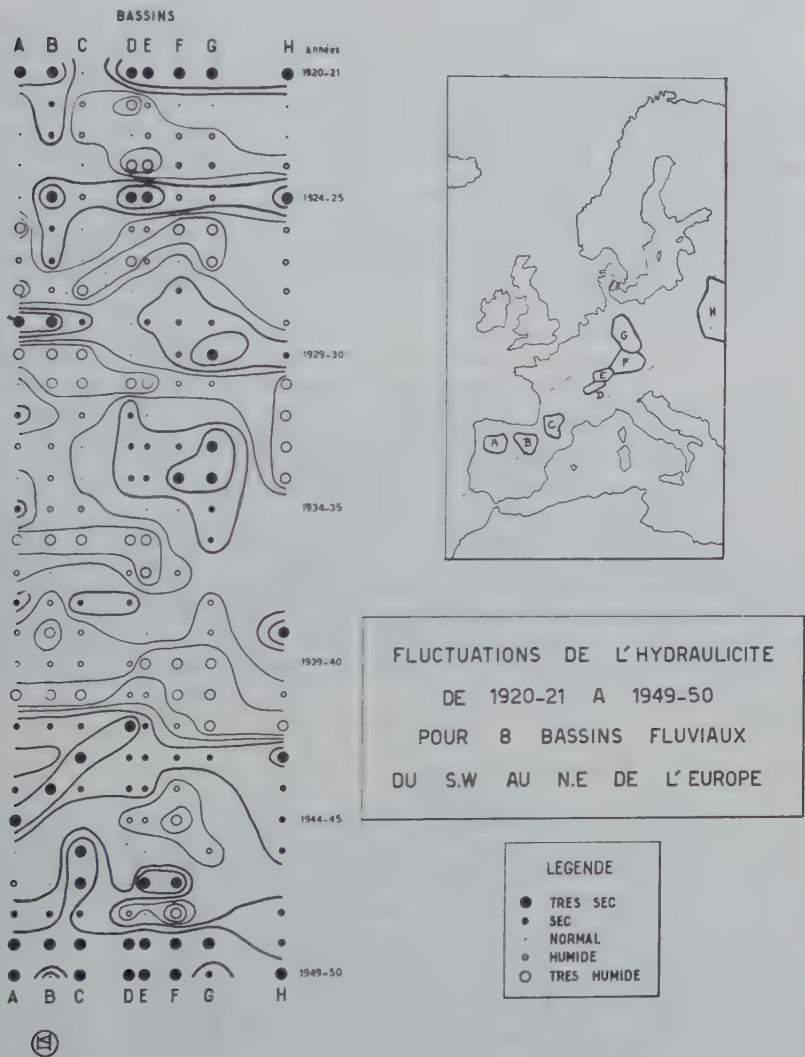 BASSINS
A B C D E F G H Années
1920-21
1924-25
1929-30
1934-35
1939-40
1944-45
1949-50
A B C D E F G H
A
B
C
D
E
F
G
H
FLUCTUATIONS DE L'HYDRAULICITE
DE 1920-21 A 1949-50
POUR 8 BASSINS FLUVIAUX
DU S.W AU N.E DE L'EUROPE
LEGENDE
TRES SEC
SEC
NORMAL
HUMIDE
TRES HUMIDE